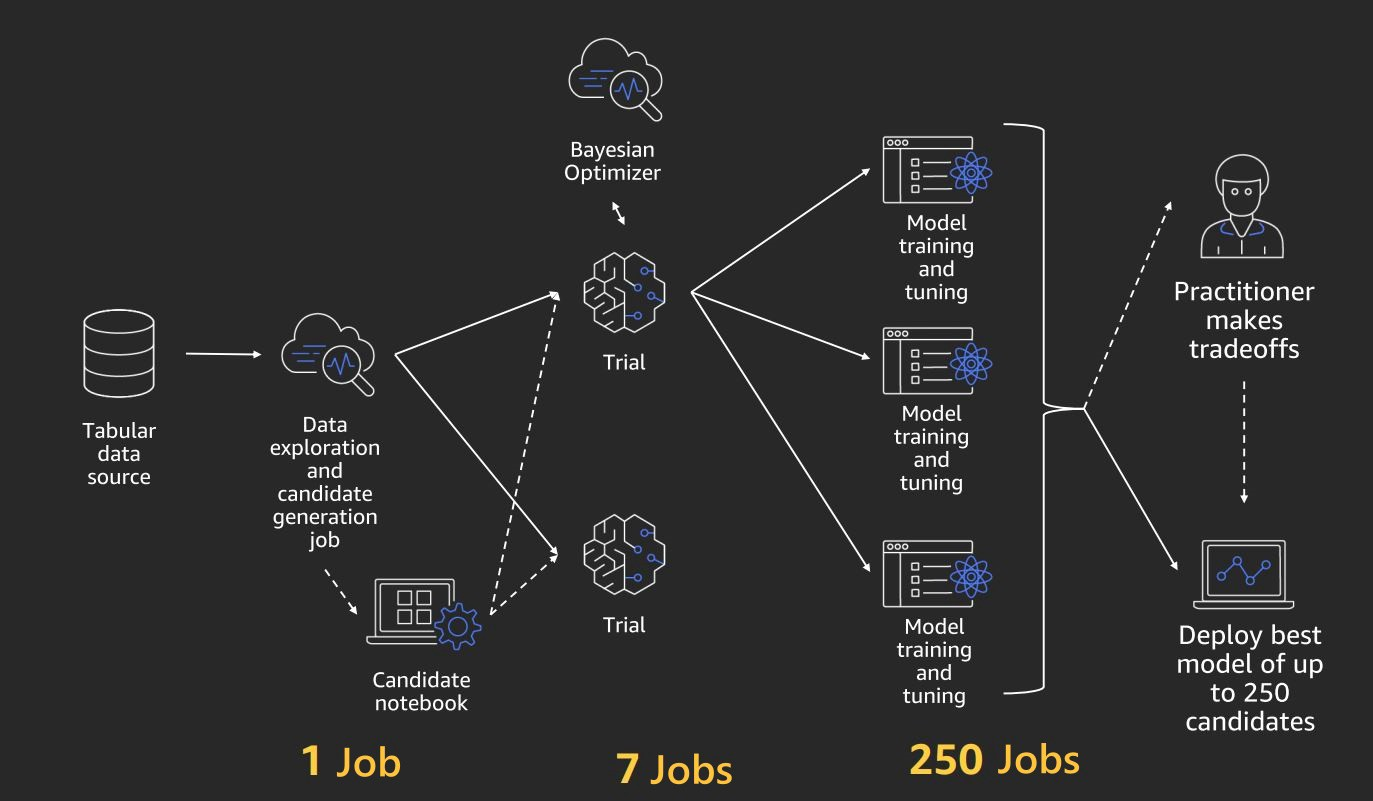 Bayesian
Optimizer
Tabular
data
source
Data
exploration
and
candidate
generation
job
Candidate
notebook
Trial
Trial
Model
training
and
tuning
Model
training
and
tuning
Model
training
and
tuning
Practitioner
makes
tradeoffs
Deploy best
model of up
to 250
candidates
1 Job
7 Jobs
250 Jobs